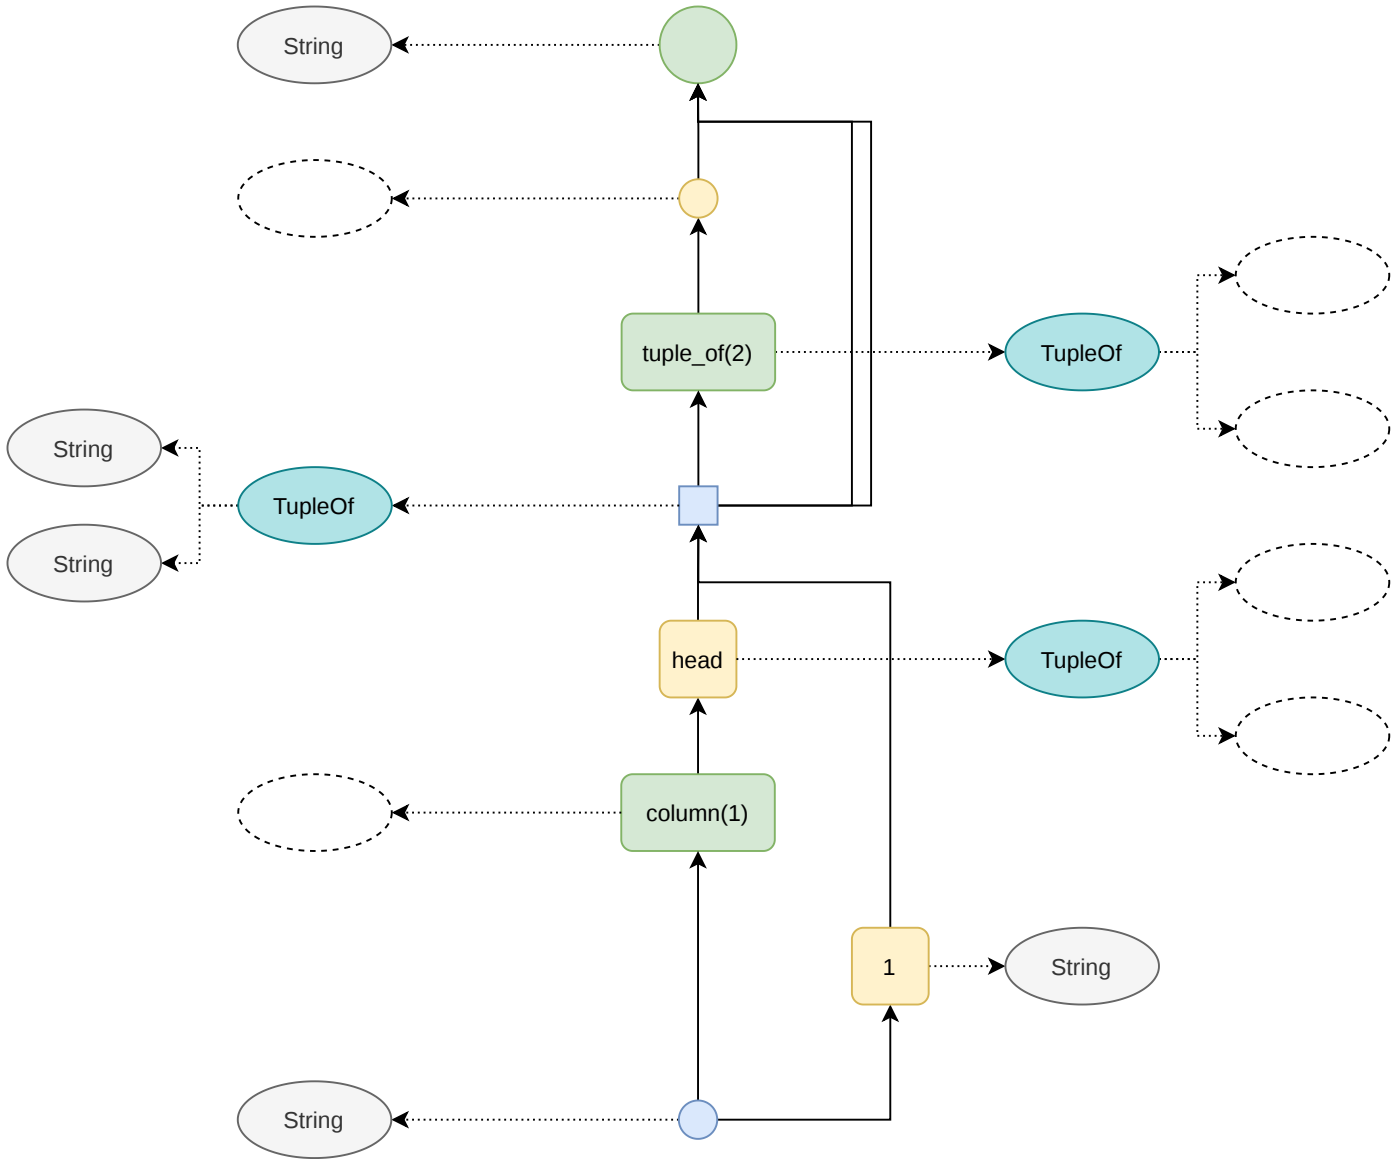 String
tuple_of(2)
TupleOf
String
TupleOf
String
head
TupleOf
column(1)
1
String
String